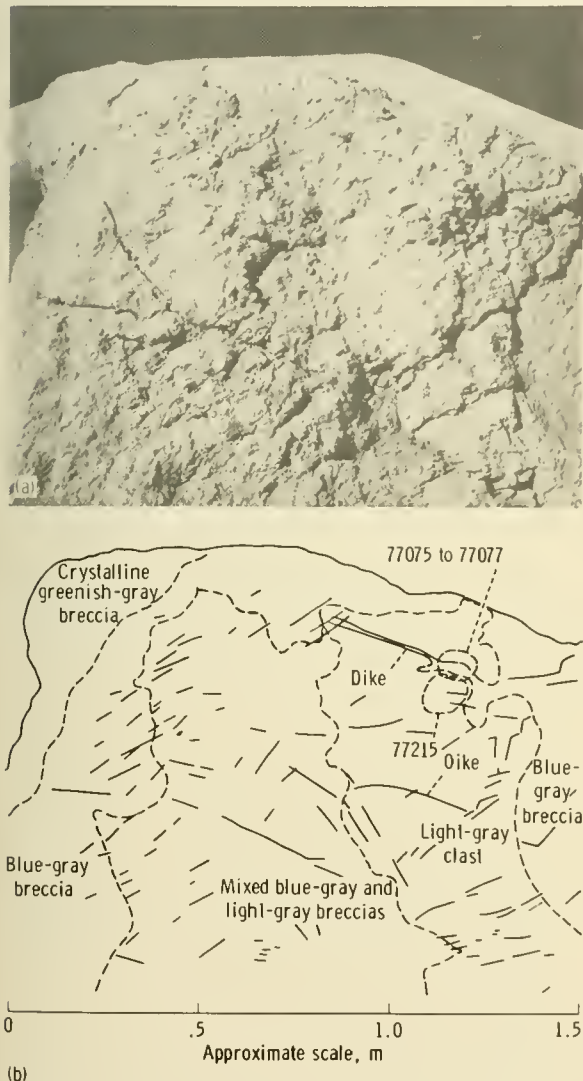 (a)
77075 to 77077
Crystalline
greenish-gray
breccia
Dike
77215
Oike
Blue-
gray
breccia
Light-gray
clast
Blue-gray
breccia
Mixed blue-gray and
light-gray breccias
0 .5 1.0 1.5
Approximate scale, m
(b)